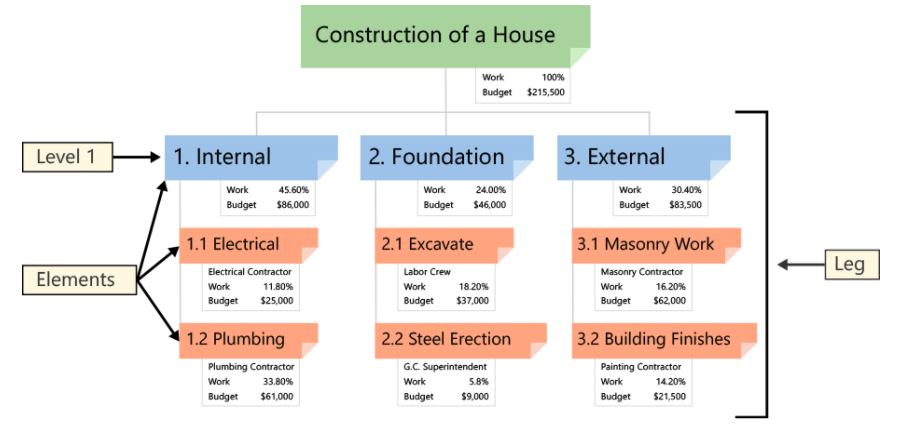 Construction of a House
Work 100%
Budget $215,500
Level 1
1. Internal
2. Foundation
3. External
Work 45.60%
Budget $86,000
Work 24.00%
Budget $46,000
Work 30.40%
Budget $83,500
Elements
1.1 Electrical
2.1 Excavate
3.1 Masonry Work
Leg
Electrical Contractor
Work 11.80%
Budget $25,000
Labor Crew
Work 18.20%
Budget $37,000
Masonry Contractor
Work 16.20%
Budget $62,000
1.2 Plumbing
2.2 Steel Erection
3.2 Building Finishes
Plumbing Contractor
Work 33.80%
Budget $61,000
G.C. Superintendent
Work 5.8%
Budget $9,000
Painting Contractor
Work 14.20%
Budget $21,500